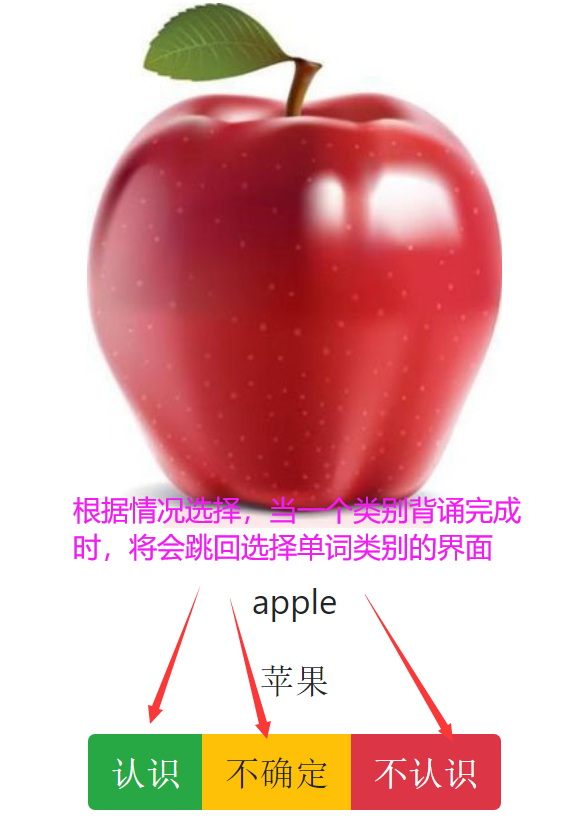 根据情况选择，当一个类别背诵完成
时，将会跳回选择单词类别的界面
apple
苹果
认识 不确定 不认识